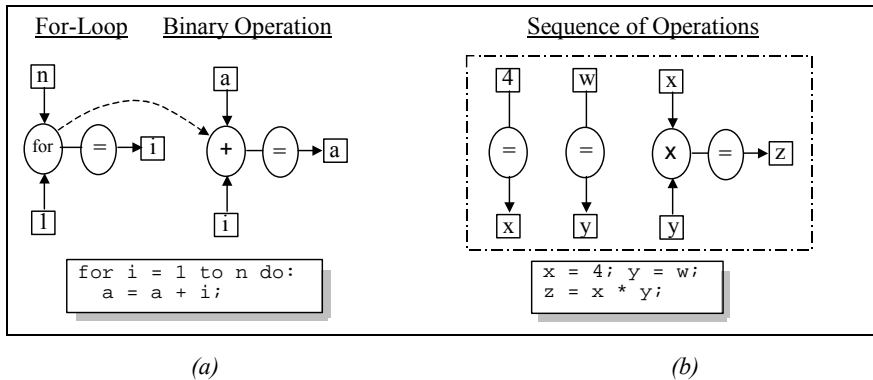 For-Loop Binary Operation Sequence of Operations
n a 4 w x
for = i + = a = = x = z
1 i x y y
for i = 1 to n do:
a = a + i;
x = 4; y = w;
z = x * y;
(a) (b)